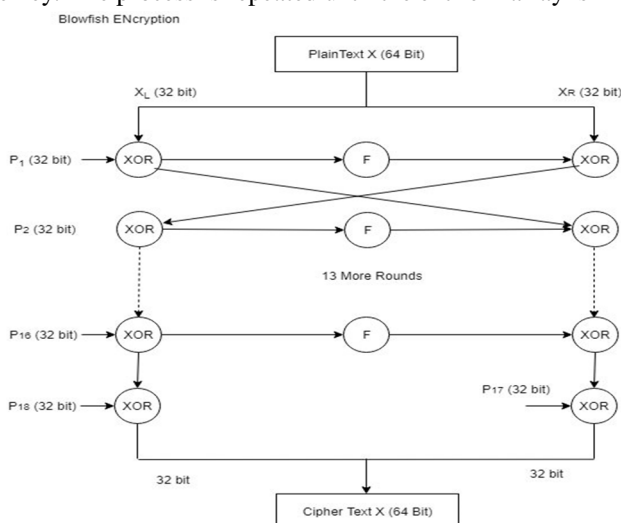 Blowfish ENcryption
PlainText X (64 Bit)
XL (32 bit)
XR (32 bit)
P1 (32 bit)
XOR
F
XOR
P2 (32 bit)
XOR
F
XOR
13 More Rounds
P16 (32 bit)
XOR
F
XOR
P18 (32 bit)
XOR
P17 (32 bit)
XOR
32 bit
32 bit
Cipher Text X (64 Bit)